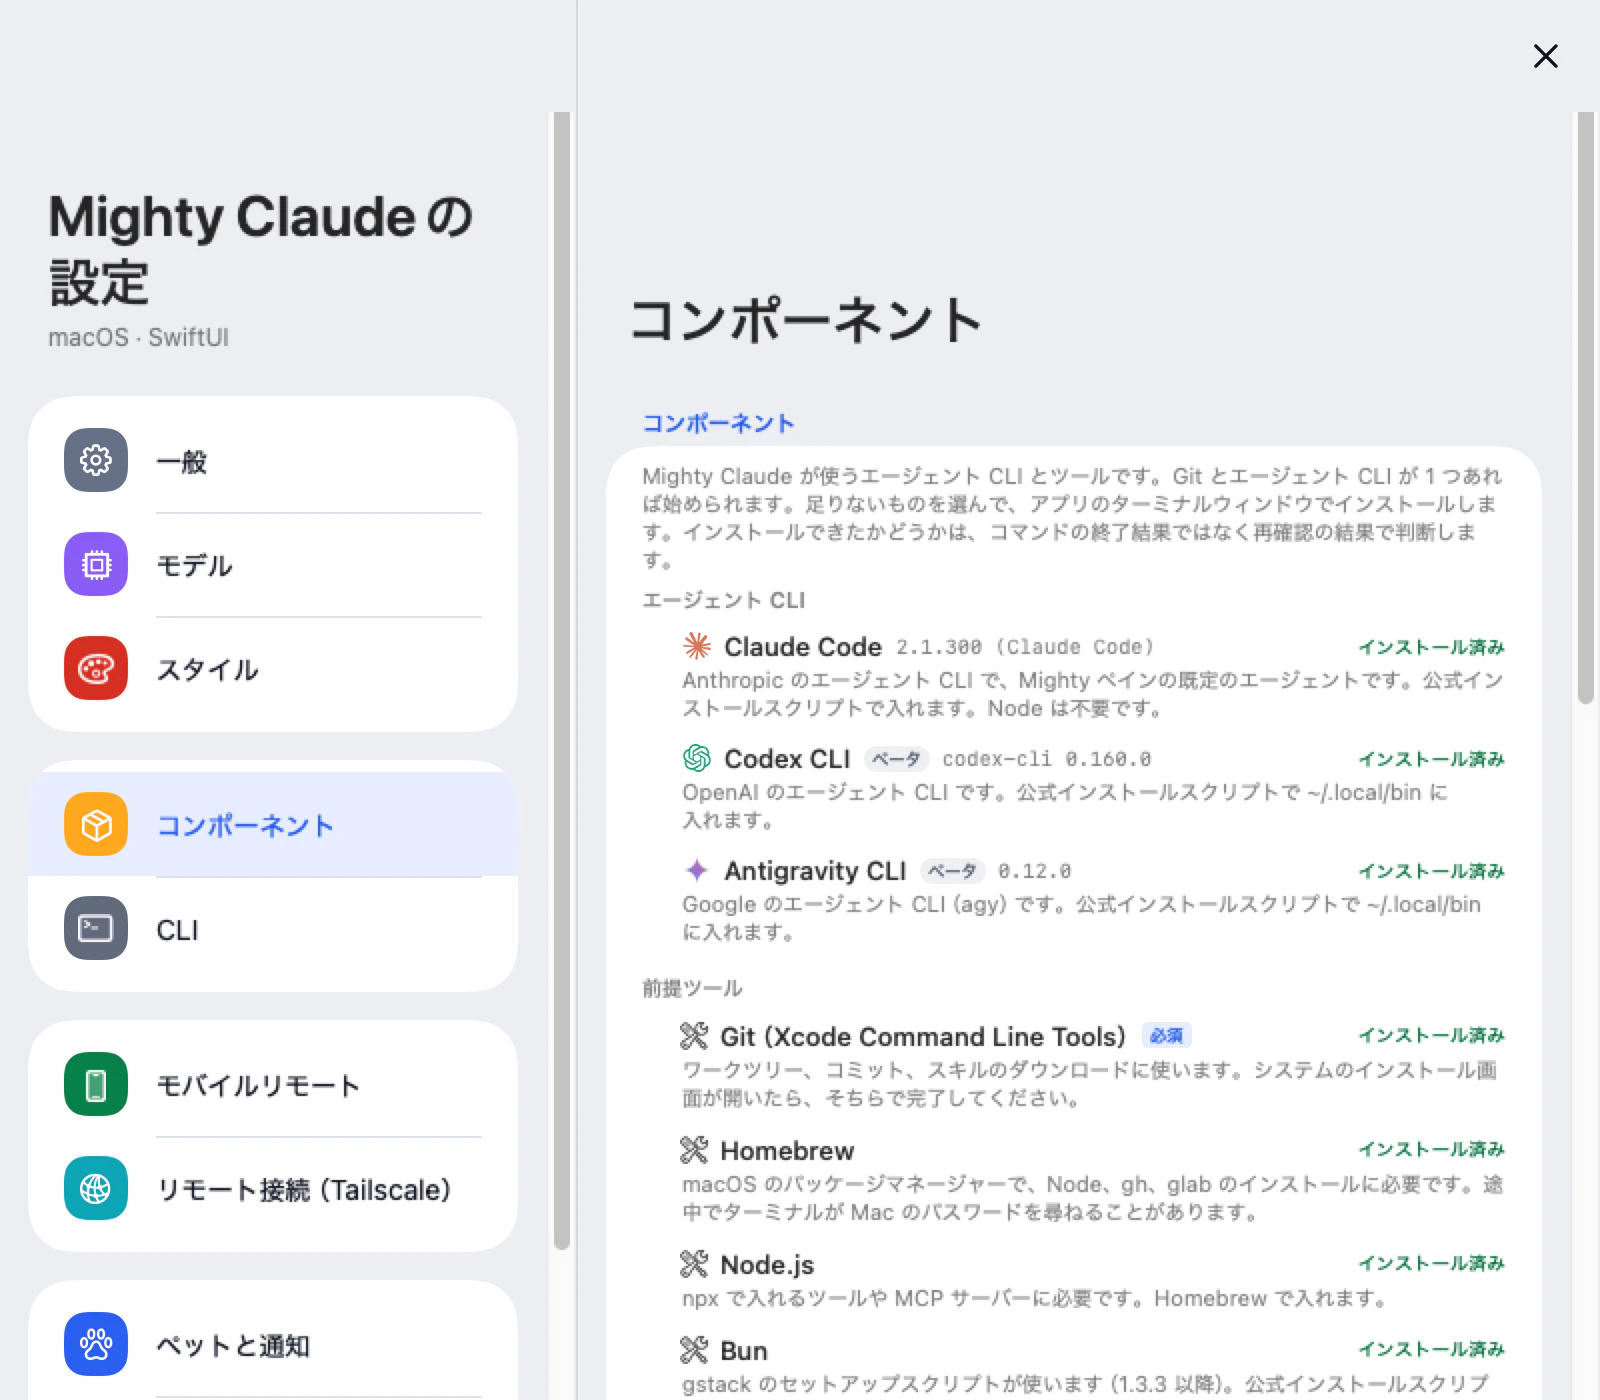 Mighty Claude の
設定
macOS · SwiftUI
一般
モデル
スタイル
コンポーネント
CLI
モバイルリモート
リモート接続 (Tailscale)
ペットと通知
コンポーネント
コンポーネント
Mighty Claude が使うエージェント CLI とツールです。Git とエージェント CLI が 1 つあれ
ば始められます。足りないものを選んで、アプリのターミナルウィンドウでインストールしま
す。インストールできたかどうかは、コマンドの終了結果ではなく再確認の結果で判断しま
す。
エージェント CLI
Claude Code 2.1.300 (Claude Code) インストール済み
Anthropic のエージェント CLI で、Mighty ペインの既定のエージェントです。公式イン
ストールスクリプトで入れます。Node は不要です。
Codex CLI ベータ codex-cli 0.160.0 インストール済み
OpenAI のエージェント CLI です。公式インストールスクリプトで ~/.local/bin に
入れます。
Antigravity CLI ベータ 0.12.0 インストール済み
Google のエージェント CLI (agy) です。公式インストールスクリプトで ~/.local/bin
に入れます。
前提ツール
Git (Xcode Command Line Tools) 必須 インストール済み
ワークツリー、コミット、スキルのダウンロードに使います。システムのインストール画
面が開いたら、そちらで完了してください。
Homebrew インストール済み
macOS のパッケージマネージャーで、Node、gh、glab のインストールに必要です。途
中でターミナルが Mac のパスワードを尋ねることがあります。
Node.js インストール済み
npx で入れるツールや MCP サーバーに必要です。Homebrew で入れます。
Bun インストール済み
gstack のセットアップスクリプトが使います (1.3.3 以降)。公式インストールスクリプ